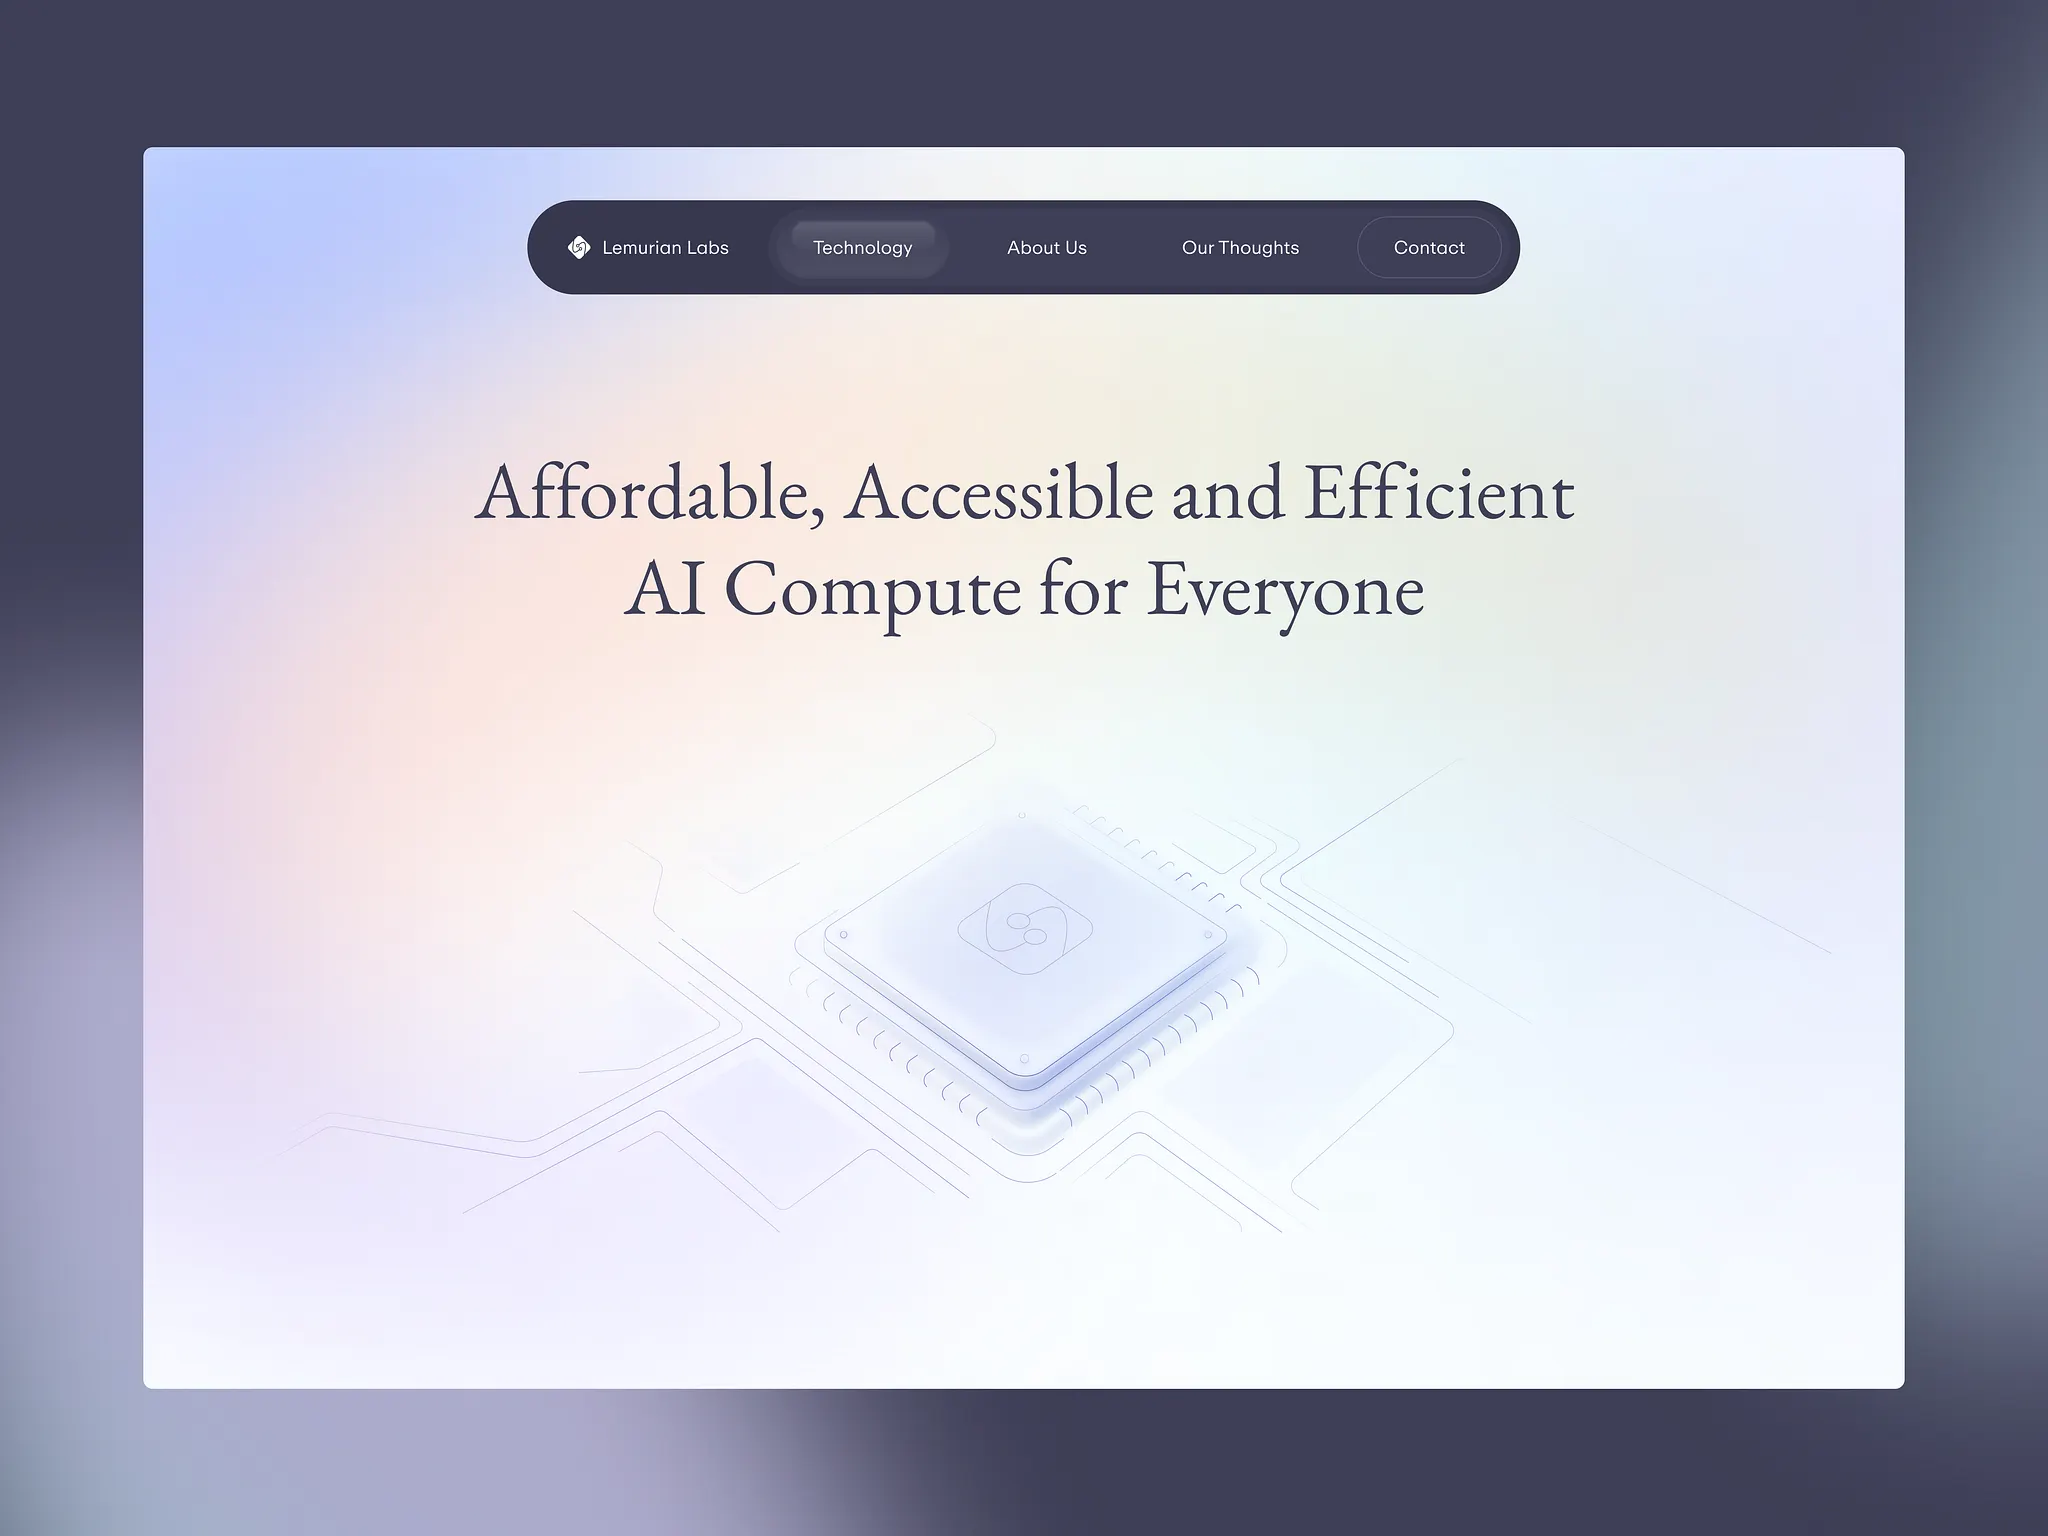 Lemurian Labs Technology About Us Our Thoughts Contact
Affordable, Accessible and Efficient
AI Compute for Everyone